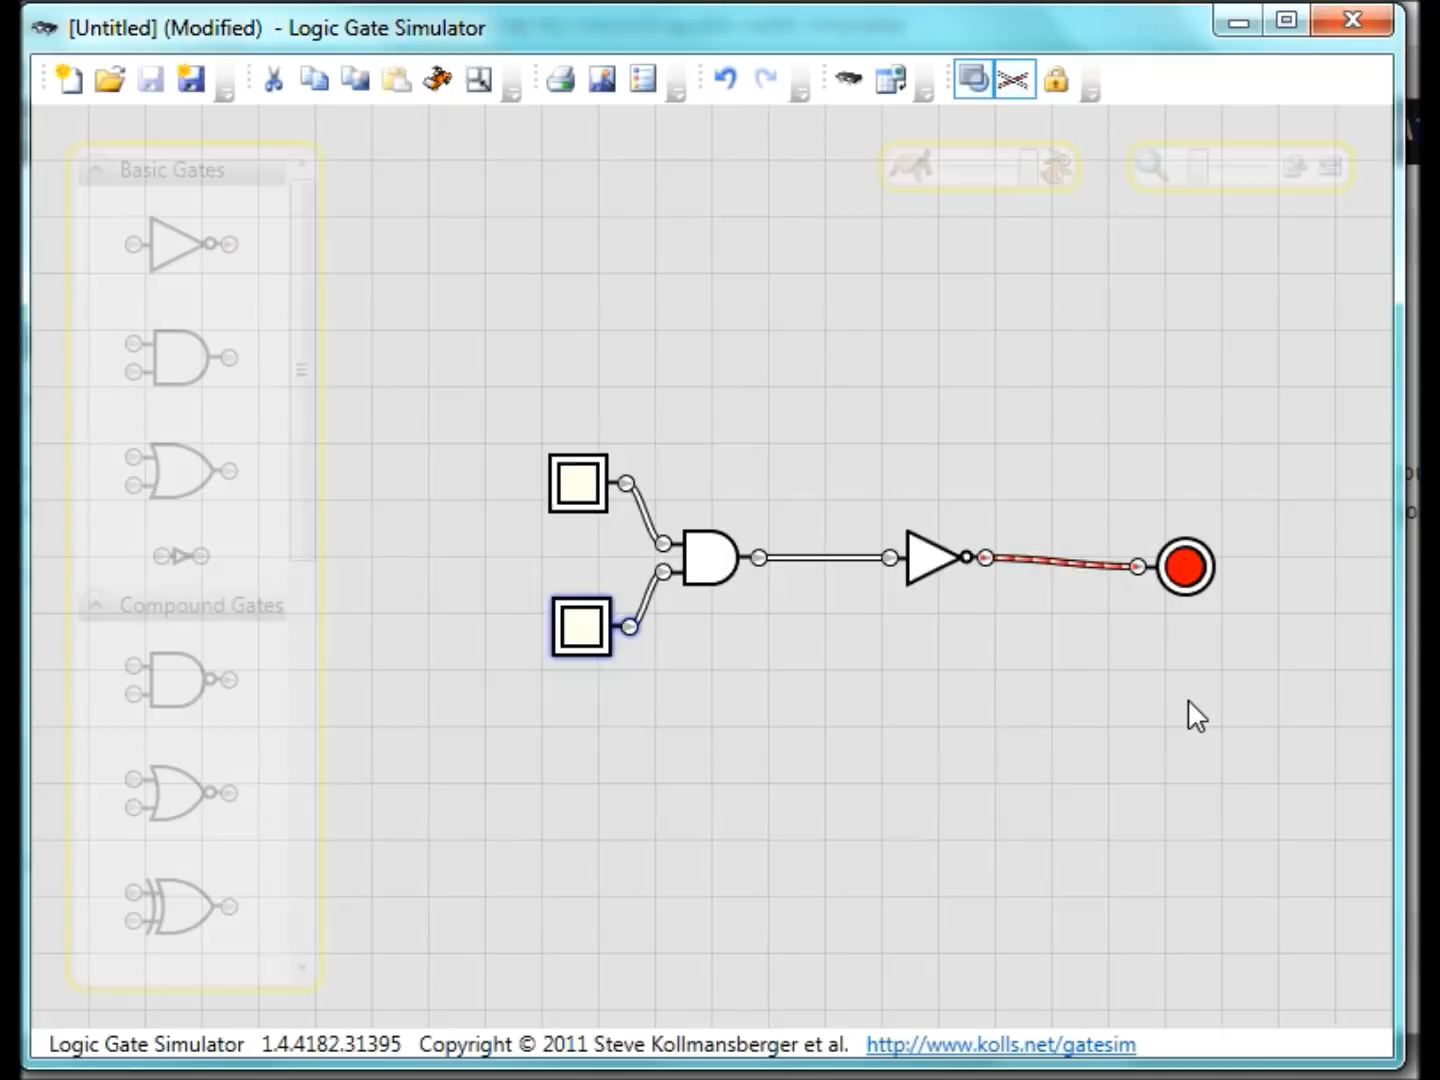 [Untitled] (Modified) - Logic Gate Simulator
Basic Gates
Compound Gates
Logic Gate Simulator 1.4.4182.31395 Copyright © 2011 Steve Kollmansberger et al. http://www.kolls.net/gatesim